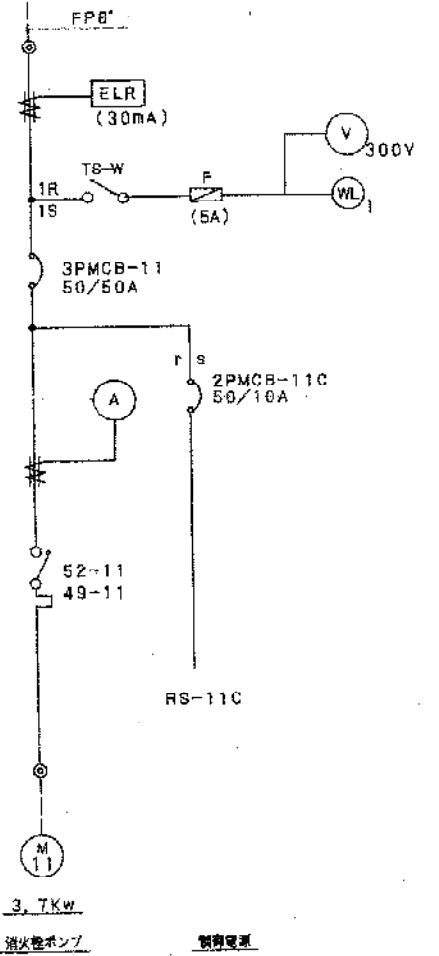 FP8°
ELR
(30mA)
V
300V
TS-W
F
WL
1
1R
1S
(5A)
3PMCB-11
50/50A
r s
2PMCB-11C
50/10A
A
52-11
49-11
RS-11C
M
11
3.7Kw
消火栓ポンプ
制御電源